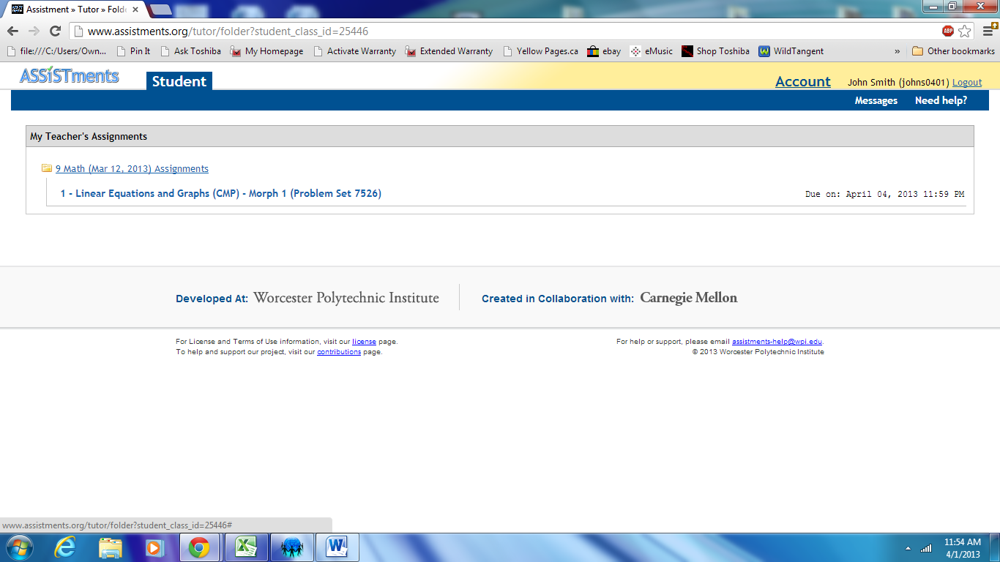 Assistment » Tutor » Fold
www.assistments.org/tutor/folder?student_class_id=25446
ABP
file:///C:/Users/Own... Pin It Ask Toshiba My Homepage Activate Warranty Extended Warranty Yellow Pages.ca ebay eMusic Shop Toshiba WildTangent » Other bookmarks
ASSiSTments Student Account John Smith (johns0401) Logout
Messages Need help?
My Teacher's Assignments
9 Math (Mar 12, 2013) Assignments
1 - Linear Equations and Graphs (CMP) - Morph 1 (Problem Set 7526) Due on: April 04, 2013 11:59 PM
Developed At: Worcester Polytechnic Institute Created in Collaboration with: Carnegie Mellon
For License and Terms of Use information, visit our license page. For help or support, please email assistments-help@wpi.edu.
To help and support our project, visit our contributions page. © 2013 Worcester Polytechnic Institute
www.assistments.org/tutor/folder?student_class_id=25446#
11:54 AM
4/1/2013